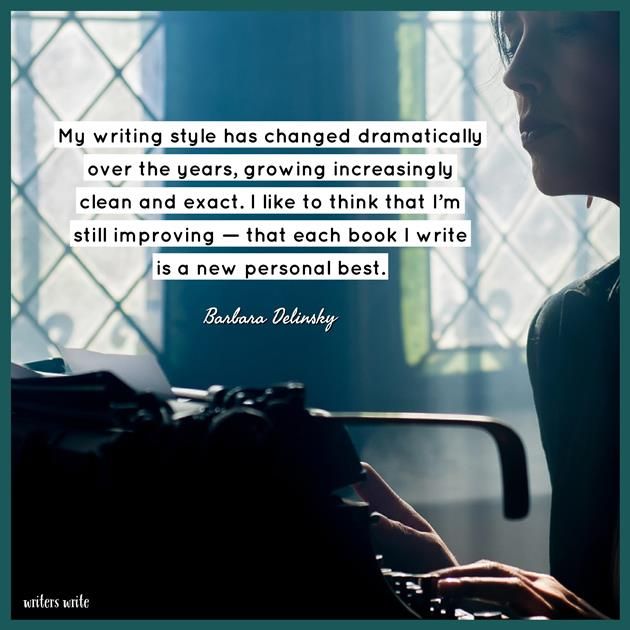 My writing style has changed dramatically
over the years, growing increasingly
clean and exact. I like to think that I'm
still improving — that each book I write
is a new personal best.
Barbara Delinsky
writers write